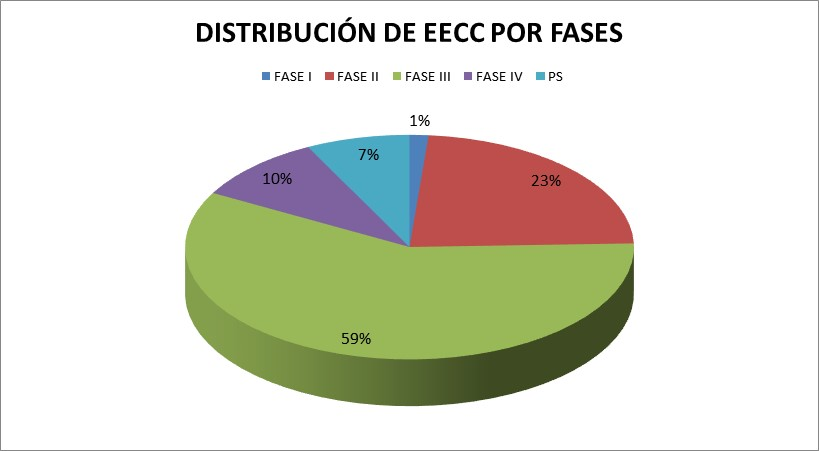 DISTRIBUCIÓN DE EECC POR FASES
FASE I FASE II FASE III FASE IV PS
1%
7%
10%
23%
59%